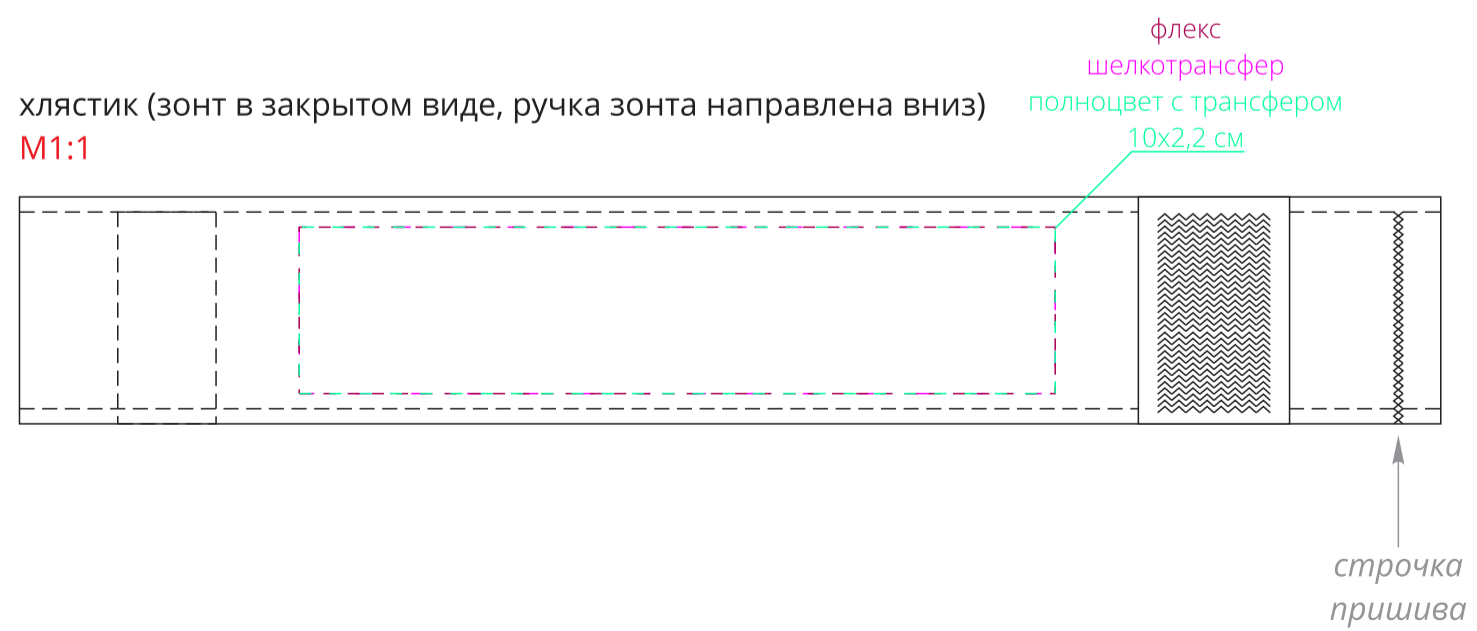 флекс
шелкотрансфер
полноцвет с трансфером
10х2,2 см
хлястик (зонт в закрытом виде, ручка зонта направлена вниз)
М1:1
строчка
пришива